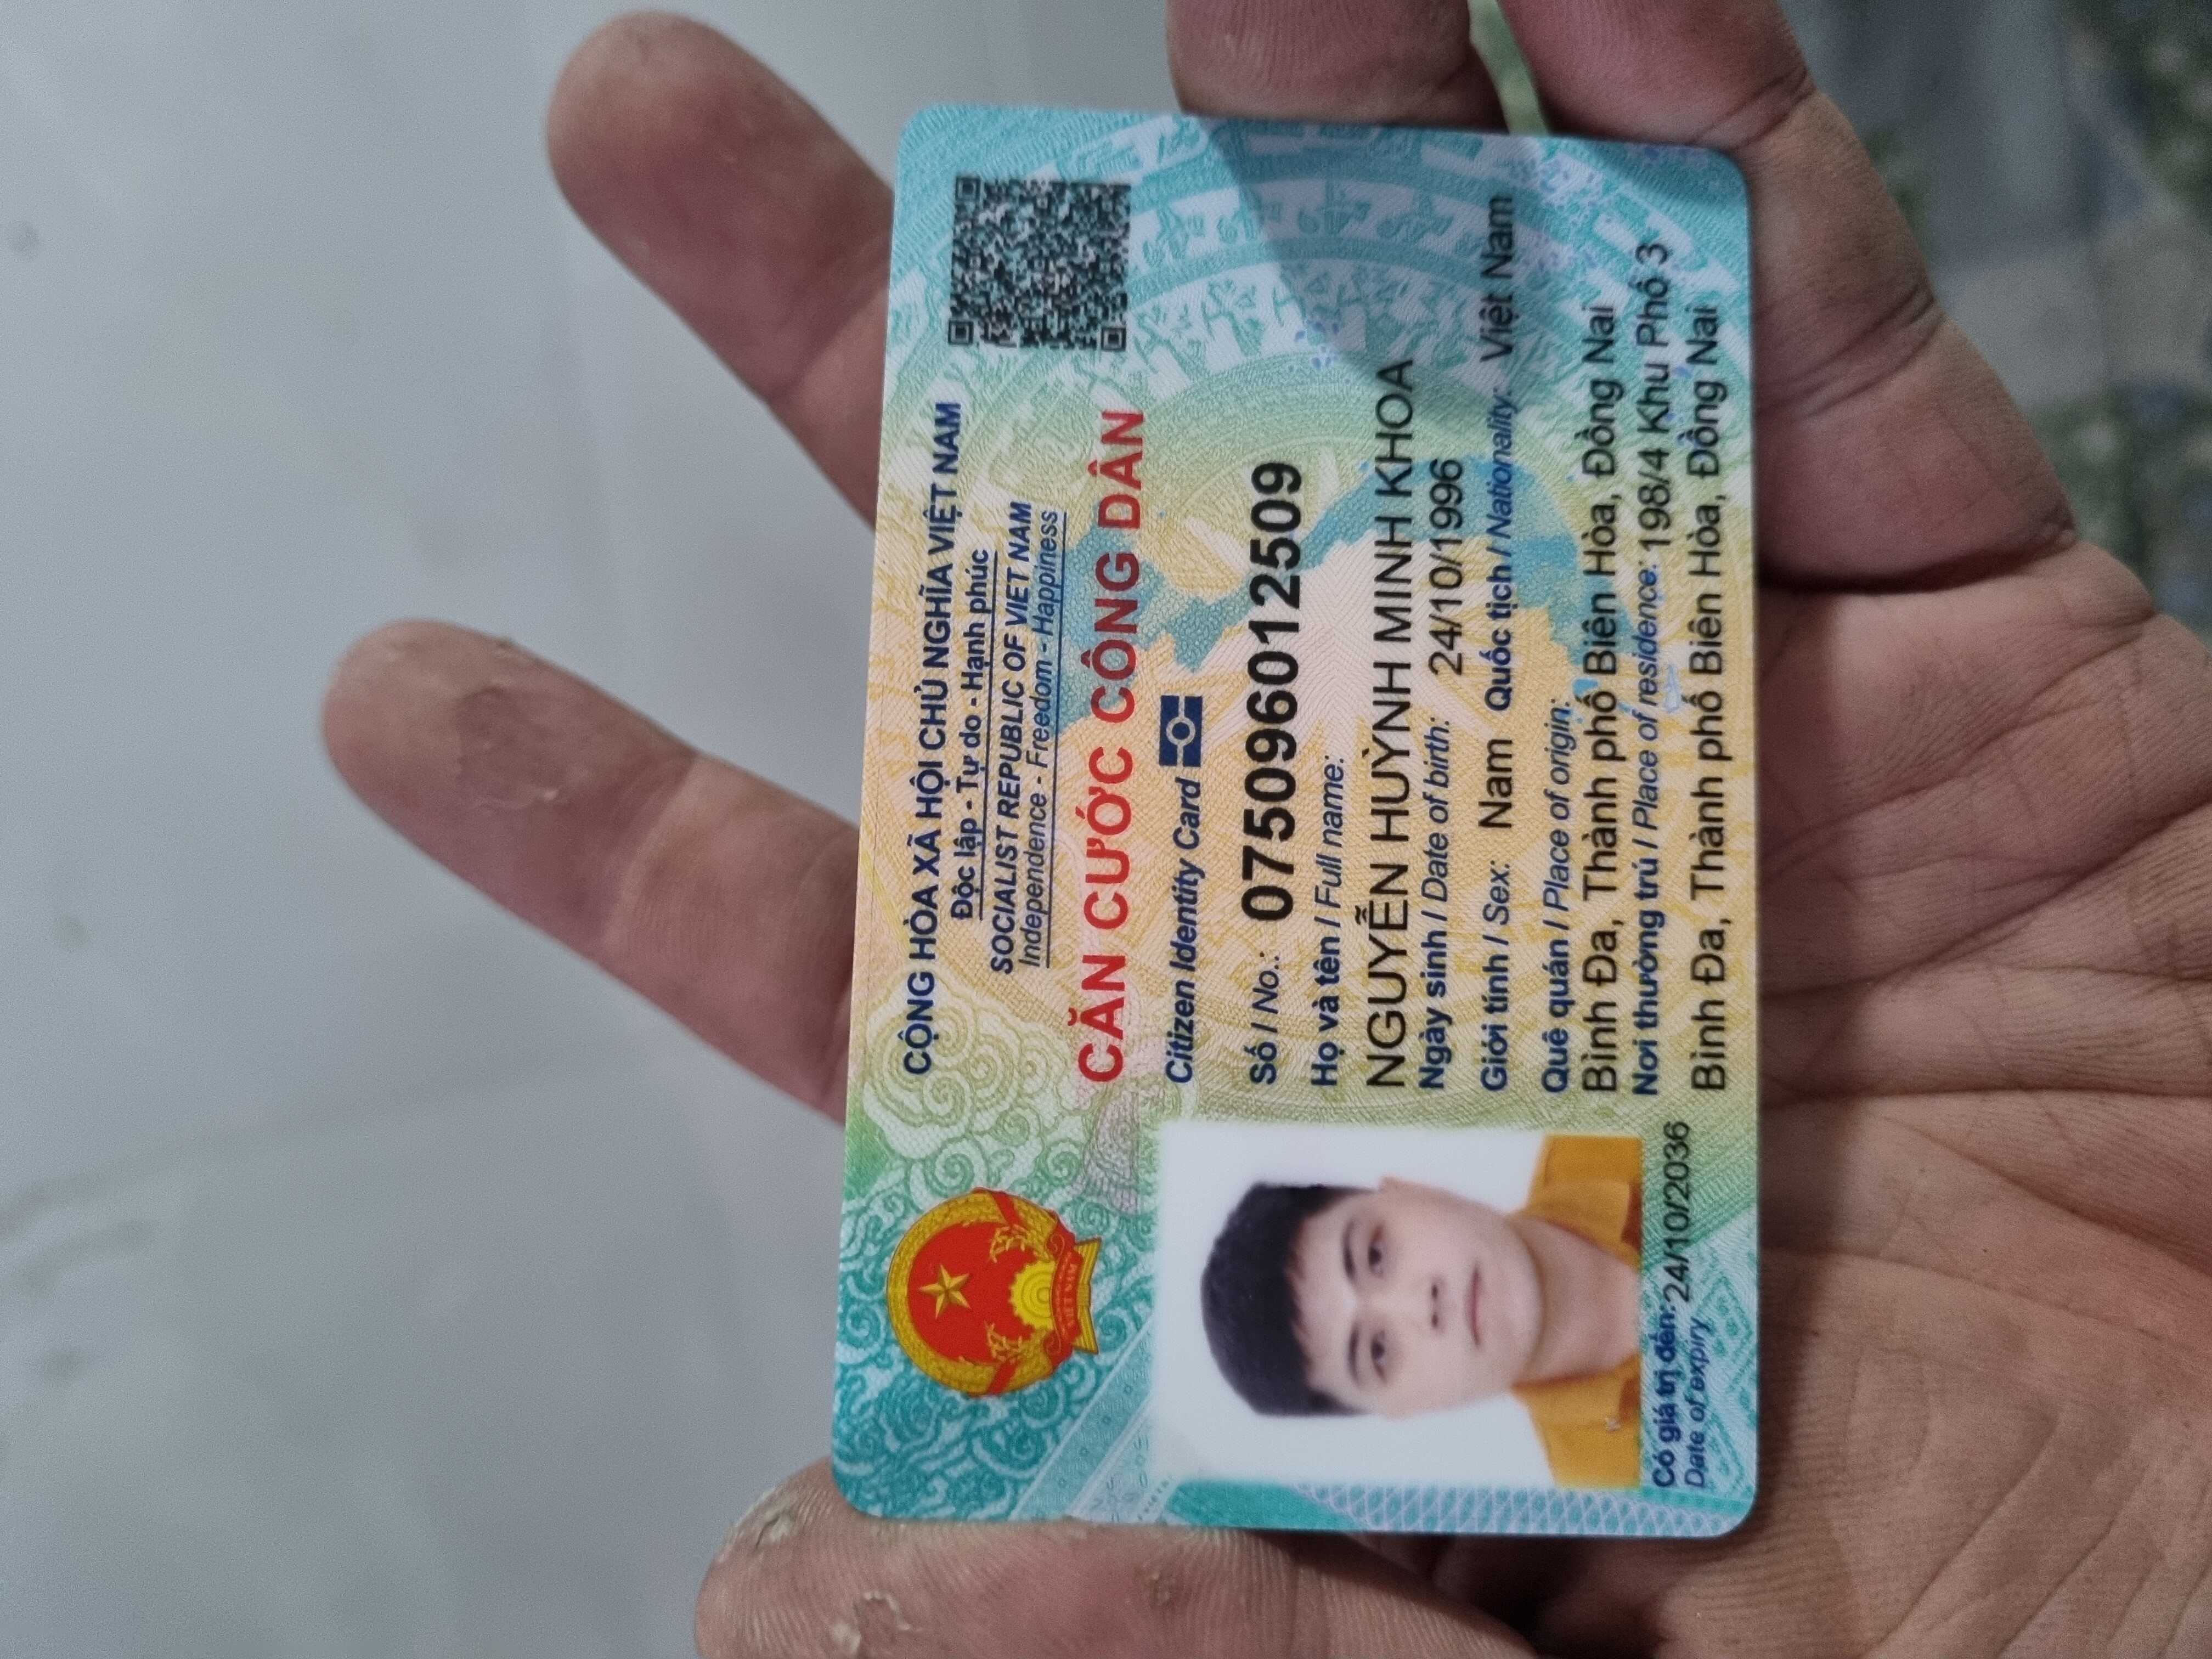 CỘNG HÒA XÃ HỘI CHỦ NGHĨA VIỆT NAM
Độc lập - Tự do - Hạnh phúc
SOCIALIST REPUBLIC OF VIET NAM
Independence - Freedom - Happiness
CĂN CƯỚC CÔNG DÂN
Citizen Identity Card
Số / No.: 075096012509
Họ và tên / Full name:
NGUYỄN HUỲNH MINH KHOA
Ngày sinh / Date of birth: 24/10/1996
Giới tính / Sex: Nam Quốc tịch / Nationality: Việt Nam
Quê quán / Place of origin:
Bình Đa, Thành phố Biên Hòa, Đồng Nai
Nơi thường trú / Place of residence: 198/4 Khu Phố 3
Bình Đa, Thành phố Biên Hòa, Đồng Nai
Có giá trị đến: 24/10/2036
Date of expiry
VIỆT NAM